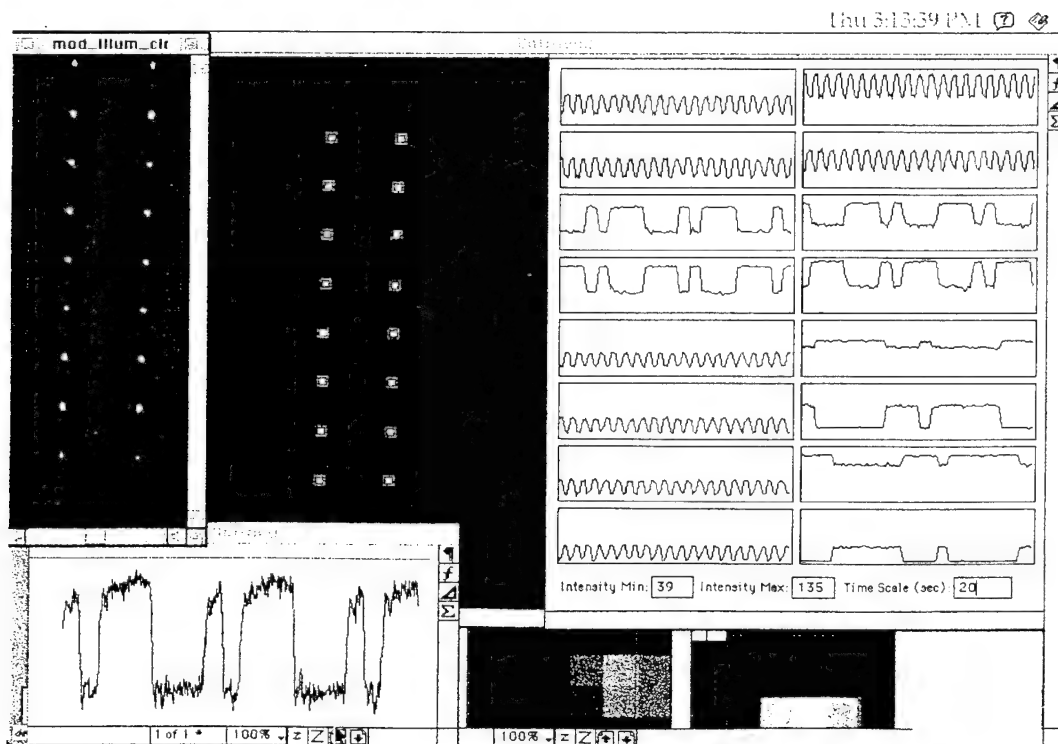 Thu 3:13:39 PM
mod_illum_clr
Intensity Min: 39 Intensity Max: 135 Time Scale (sec): 20
1 of 1 * 100% z Z
100% z Z